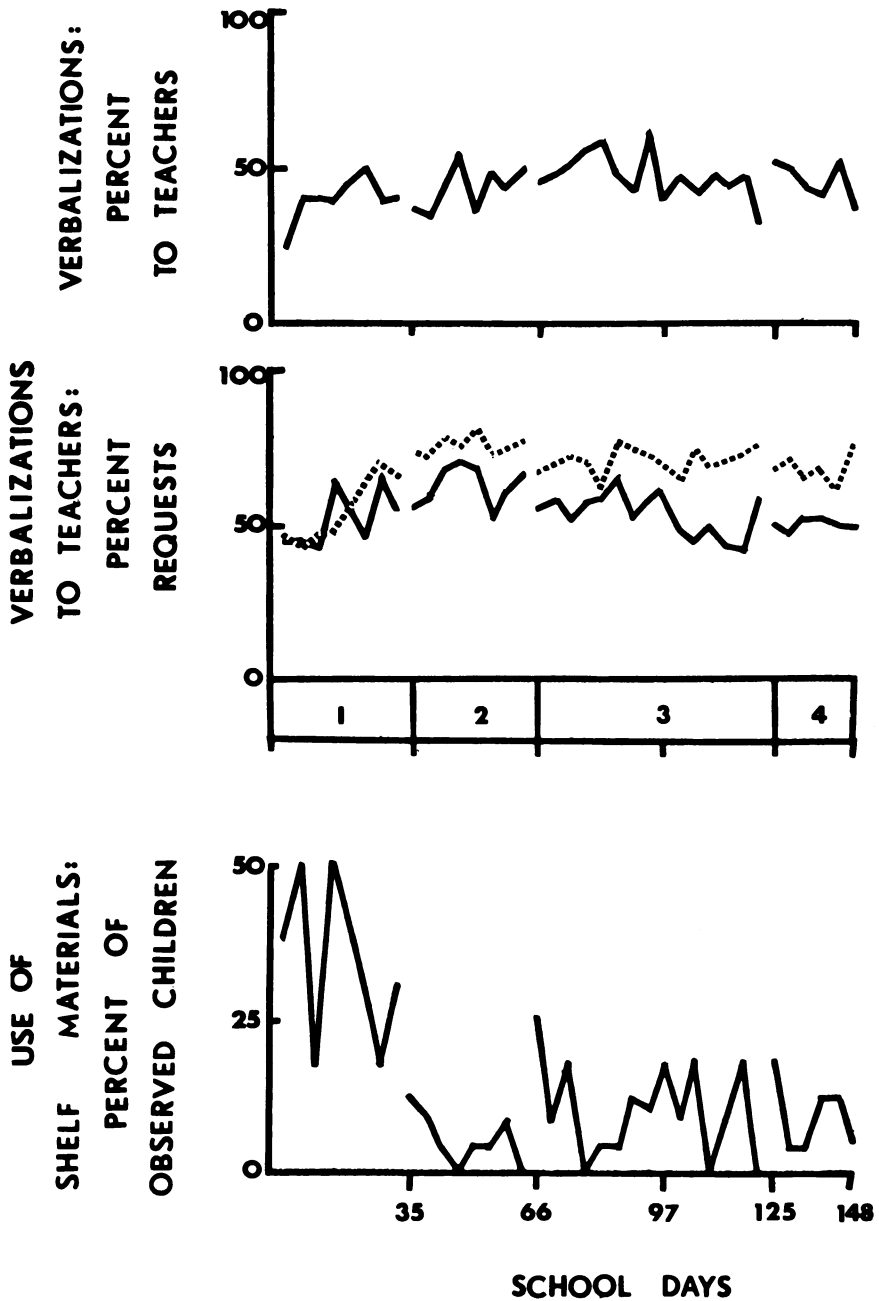 VERBALIZATIONS:
PERCENT
TO TEACHERS
100
50
0
VERBALIZATIONS
TO TEACHERS:
PERCENT
REQUESTS
100
50
0
1 2 3 4
USE OF
SHELF MATERIALS:
PERCENT OF
OBSERVED CHILDREN
50
25
0
35 66 97 125 148
SCHOOL DAYS